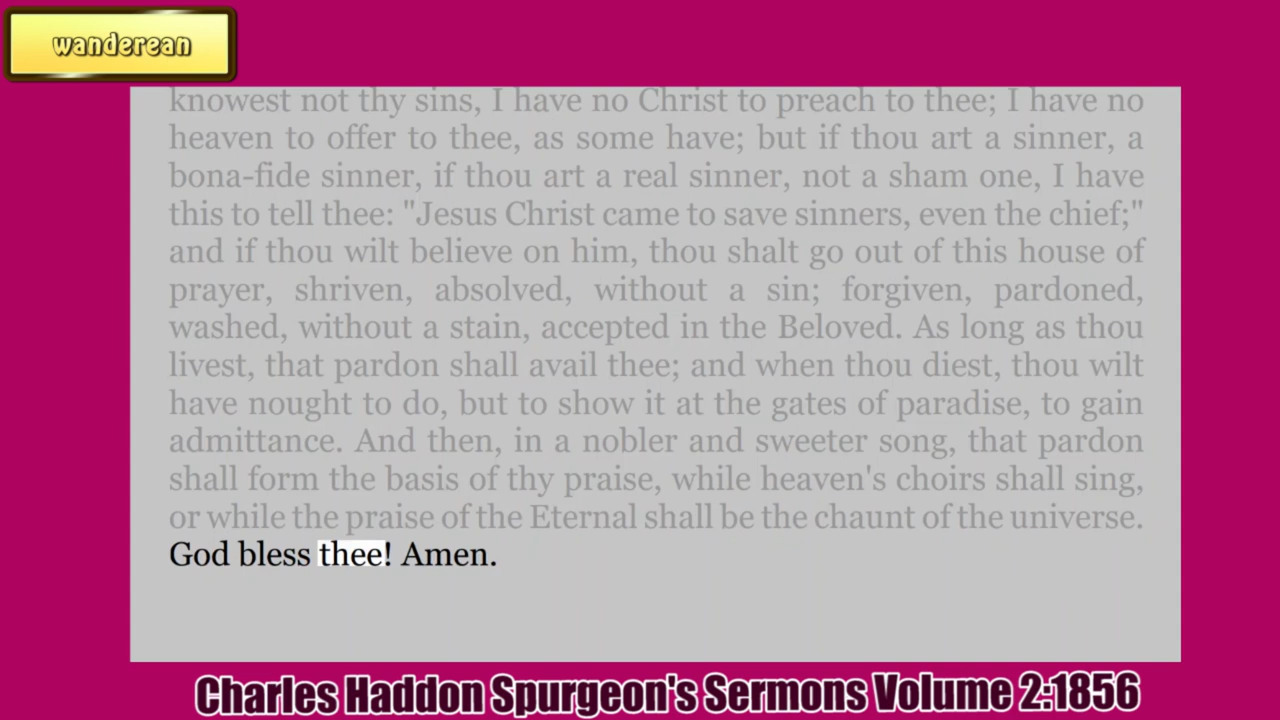 wanderean
knowest not thy sins, I have no Christ to preach to thee; I have no
heaven to offer to thee, as some have; but if thou art a sinner, a
bona-fide sinner, if thou art a real sinner, not a sham one, I have
this to tell thee: "Jesus Christ came to save sinners, even the chief;"
and if thou wilt believe on him, thou shalt go out of this house of
prayer, shriven, absolved, without a sin; forgiven, pardoned,
washed, without a stain, accepted in the Beloved. As long as thou
livest, that pardon shall avail thee; and when thou diest, thou wilt
have nought to do, but to show it at the gates of paradise, to gain
admittance. And then, in a nobler and sweeter song, that pardon
shall form the basis of thy praise, while heaven's choirs shall sing,
or while the praise of the Eternal shall be the chaunt of the universe.
God bless thee! Amen.
Charles Haddon Spurgeon's Sermons Volume 2:1856